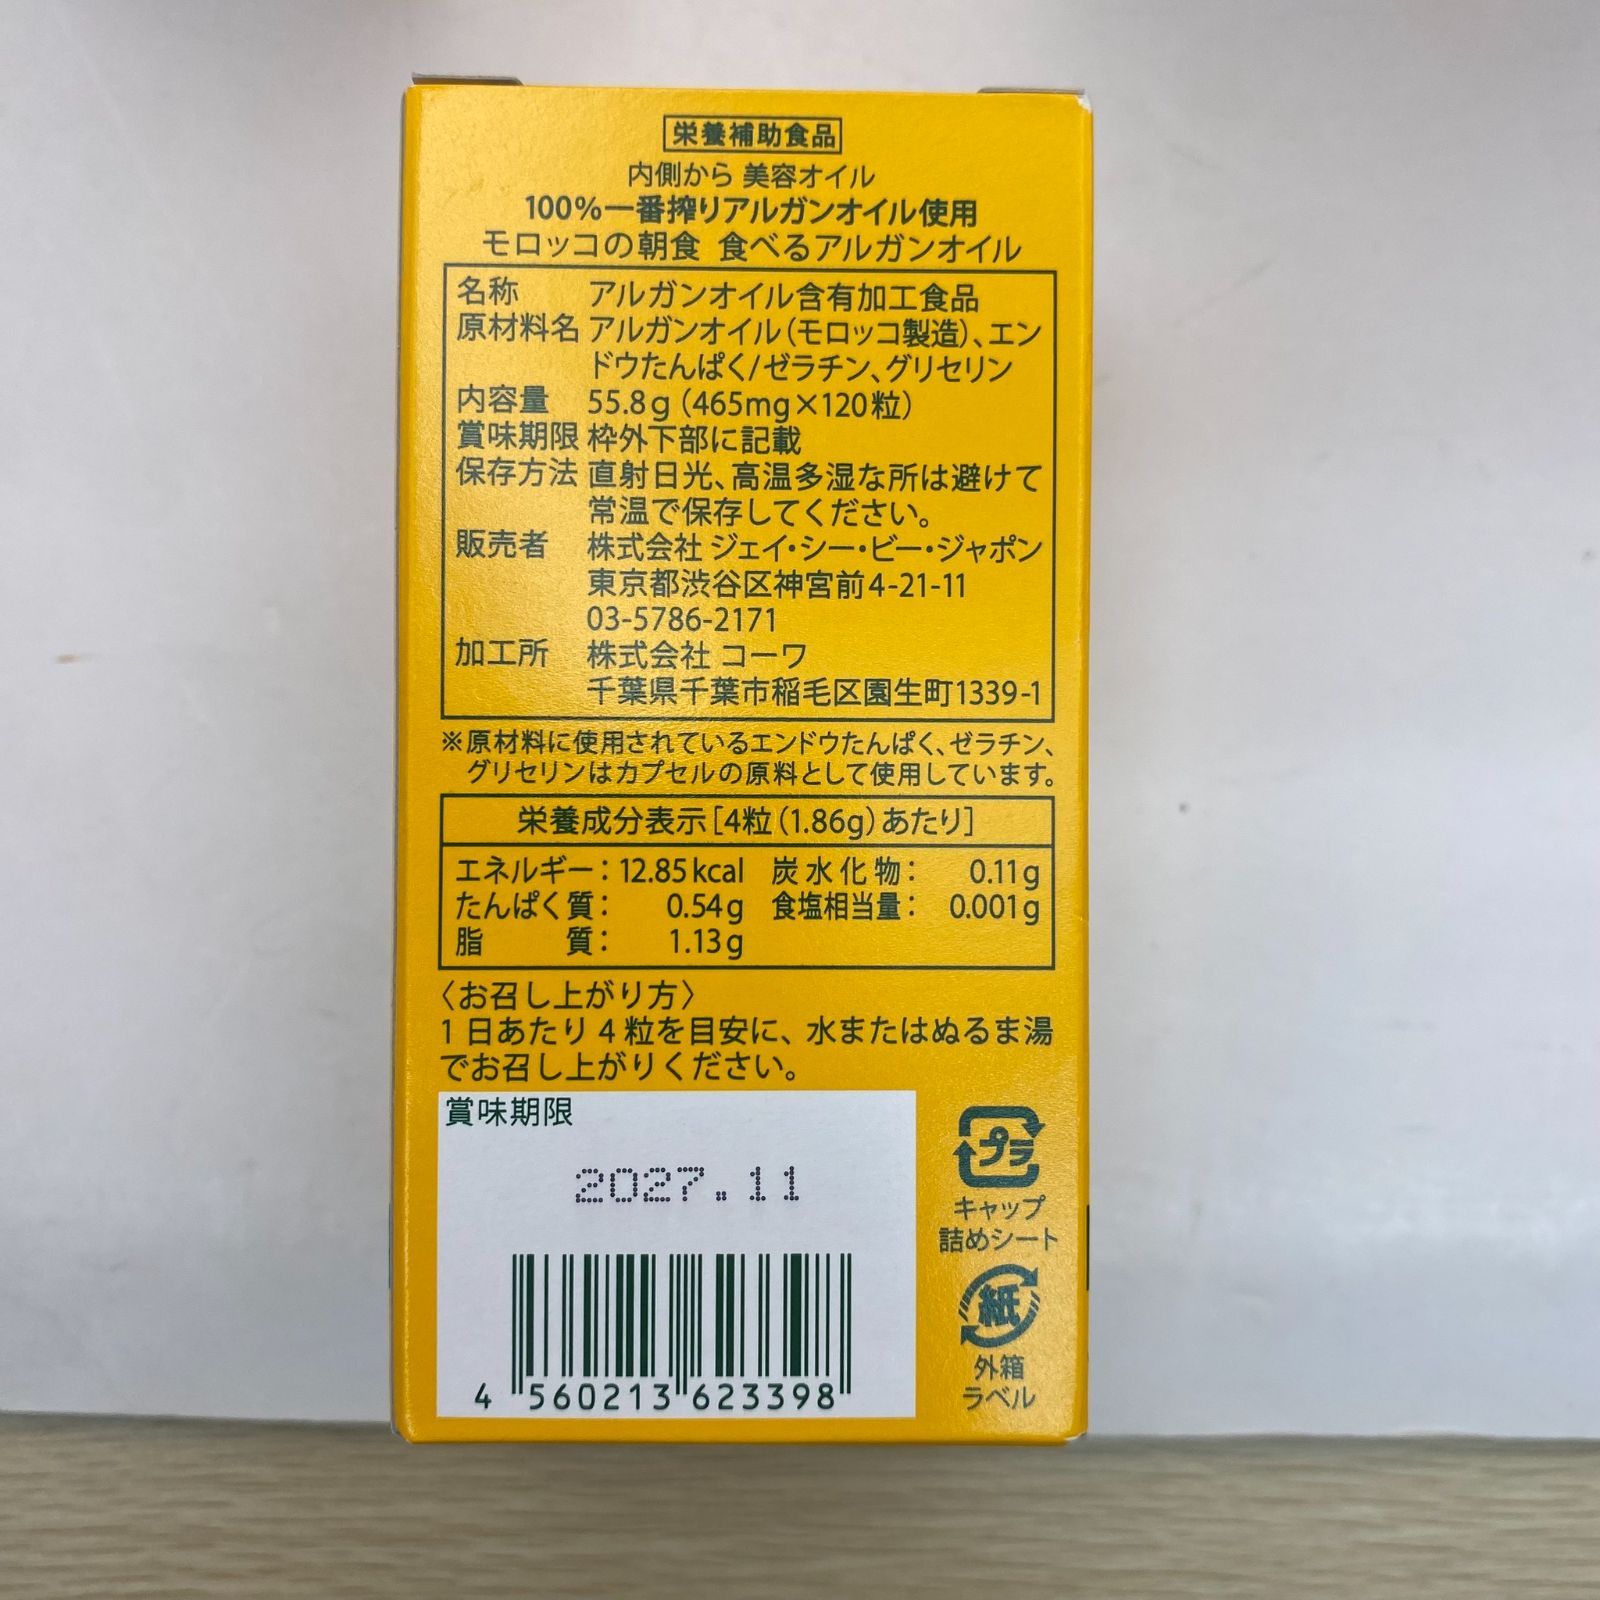 栄養補助食品
内側から 美容オイル
100%一番搾りアルガンオイル使用
モロッコの朝食 食べるアルガンオイル
名称 アルガンオイル含有加工食品
原材料名 アルガンオイル(モロッコ製造)、エン
ドウたんぱく/ゼラチン、グリセリン
内容量 55.8g (465mg×120粒)
賞味期限 枠外下部に記載
保存方法 直射日光、高温多湿な所は避けて
常温で保存してください。
販売者 株式会社 ジェイ・シー・ビー・ジャポン
東京都渋谷区神宮前4-21-11
03-5786-2171
加工所 株式会社 コーワ
千葉県千葉市稲毛区園生町1339-1
※原材料に使用されているエンドウたんぱく、ゼラチン、
グリセリンはカプセルの原料として使用しています。
栄養成分表示[4粒(1.86g)あたり]
エネルギー:12.85kcal 炭水化物: 0.11g
たんぱく質: 0.54g 食塩相当量: 0.001g
脂質: 1.13g
〈お召し上がり方〉
1日あたり4粒を目安に、水またはぬるま湯
でお召し上がりください。
賞味期限
2027.11
4 560213 623398
プラ
キャップ
詰めシート
紙
外箱
ラベル